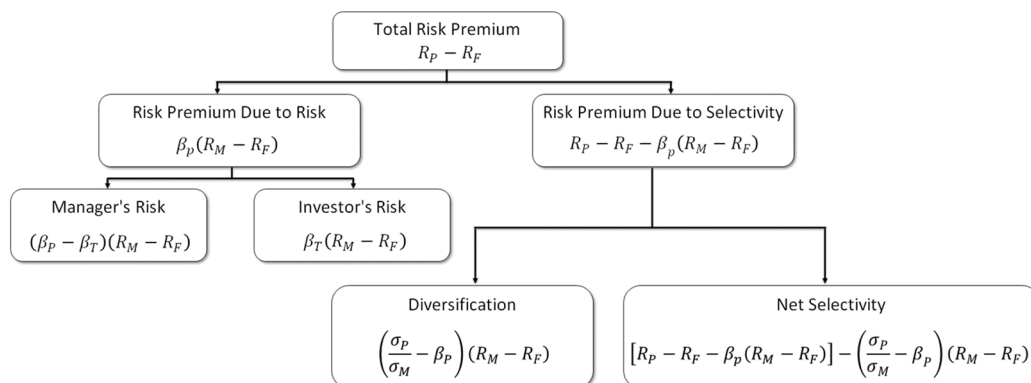 Total Risk Premium
R_P − R_F
Risk Premium Due to Risk
β_p(R_M − R_F)
Risk Premium Due to Selectivity
R_P − R_F − β_p(R_M − R_F)
Manager's Risk
(β_P − β_T)(R_M − R_F)
Investor's Risk
β_T(R_M − R_F)
Diversification
(σ_P/σ_M − β_P)(R_M − R_F)
Net Selectivity
[R_P − R_F − β_p(R_M − R_F)] − (σ_P/σ_M − β_P)(R_M − R_F)